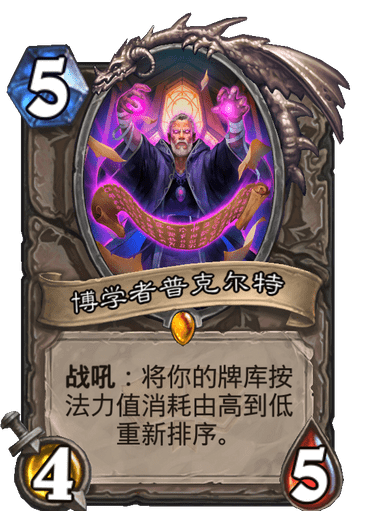 5
博学者普克尔特
战吼：将你的牌库按
法力值消耗由高到低
重新排序。
4
5